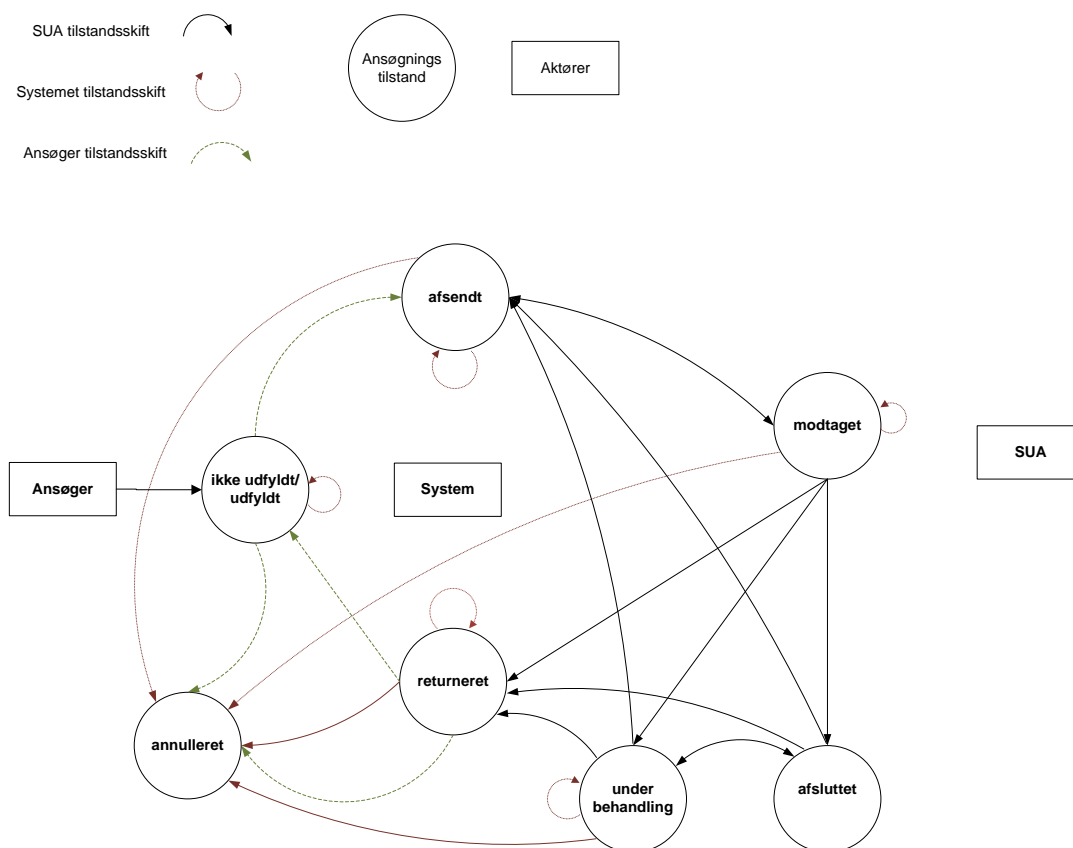 SUA tilstandsskift
Systemet tilstandsskift
Ansøger tilstandsskift
Ansøgnings
tilstand
Aktører
afsendt
modtaget
SUA
Ansøger
ikke udfyldt/
udfyldt
System
returneret
annulleret
under
behandling
afsluttet